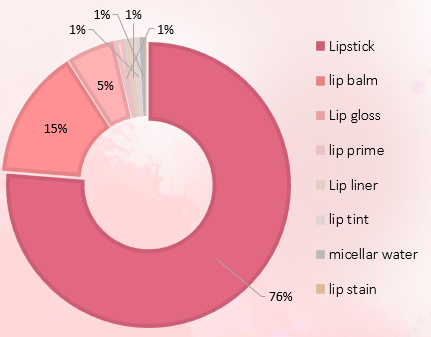 1%
1%
1%
1%
5%
15%
76%
Lipstick
lip balm
Lip gloss
lip prime
Lip liner
lip tint
micellar water
lip stain